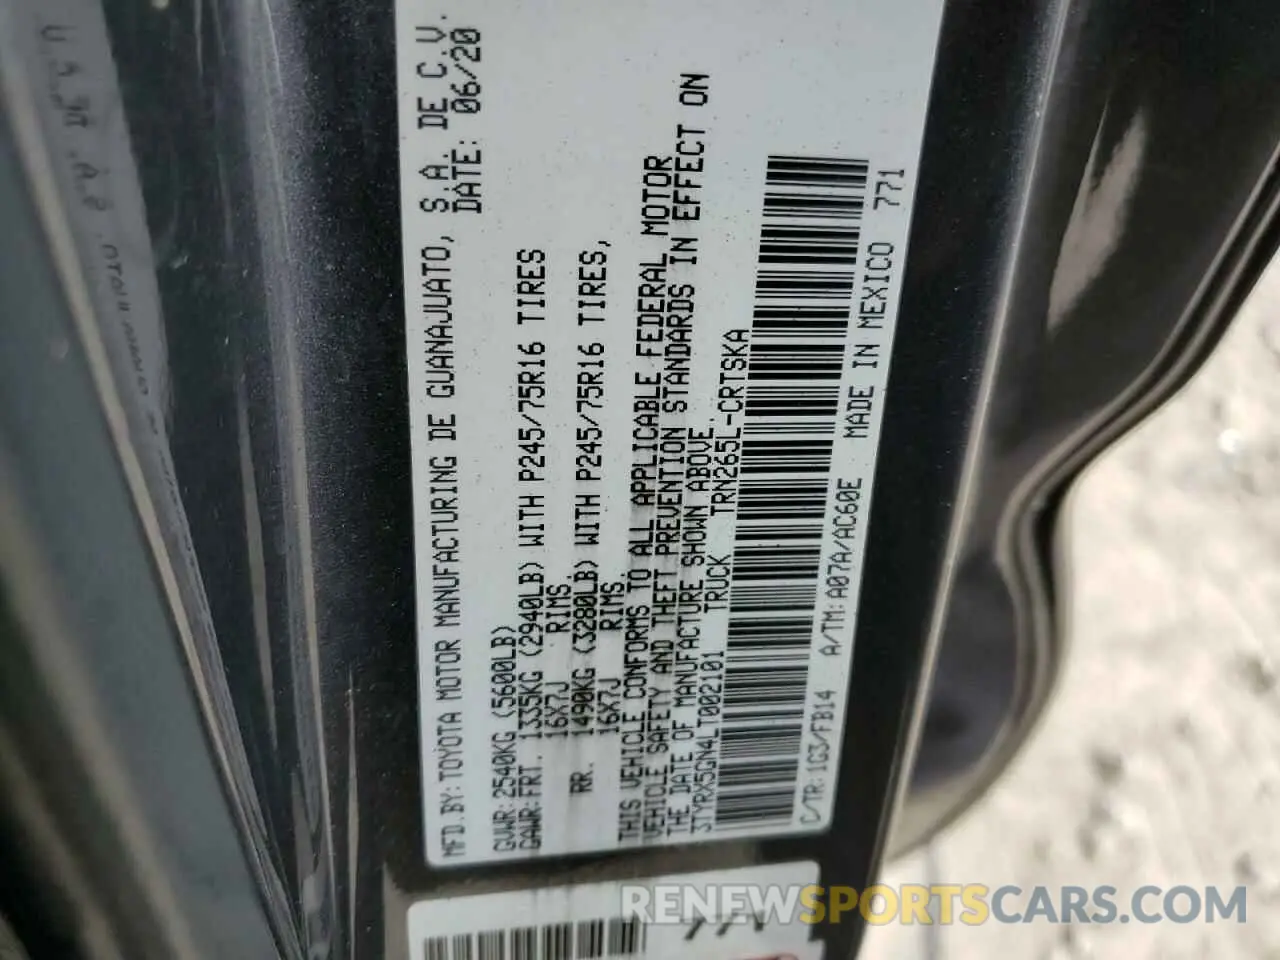 MFD.BY:TOYOTA MOTOR MANUFACTURING DE GUANAJUATO, S.A. DE C.V.
DATE: 06/20
GVWR:2540KG (5600LB)
GAWR:FRT. 1335KG (2940LB) WITH P245/75R16 TIRES
16X7J RIMS,
RR. 1490KG (3280LB) WITH P245/75R16 TIRES,
16X7J RIMS
THIS VEHICLE CONFORMS TO ALL APPLICABLE FEDERAL MOTOR
VEHICLE SAFETY AND THEFT PREVENTION STANDARDS IN EFFECT ON
THE DATE OF MANUFACTURE SHOWN ABOVE.
3TYRX5GN4LT002101 TRUCK TRN265L-CRTSKA
C/TR:1G3/FB14 A/TM:A07A/AC60E MADE IN MEXICO 771
RENEWSPORTSCARS.COM